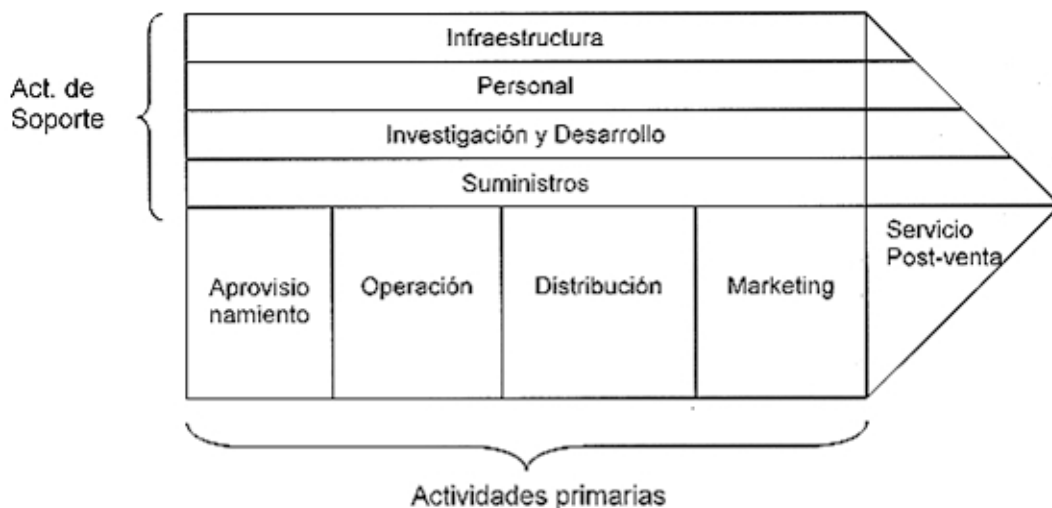 Infraestructura
Personal
Act. de
Soporte
Investigación y Desarrollo
Suministros
Servicio
Post-venta
Aprovisio
namiento
Operación
Distribución
Marketing
Actividades primarias